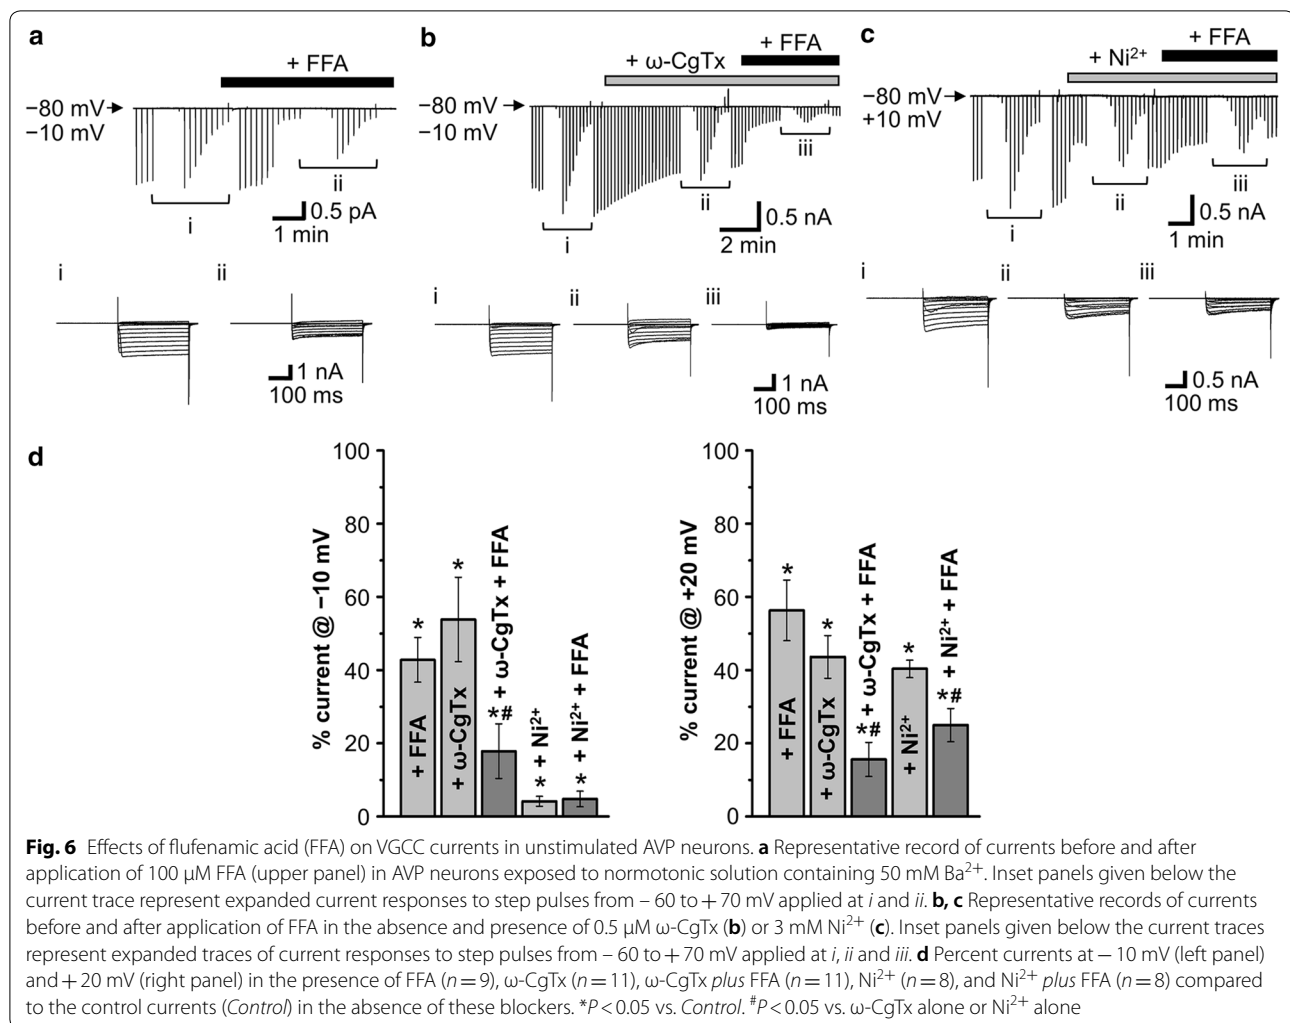 a
+ FFA
−80 mV
−10 mV
i
ii
0.5 pA
1 min
i
ii
1 nA
100 ms
b
+ FFA
+ ω-CgTx
−80 mV
−10 mV
i
ii
iii
0.5 nA
2 min
i
ii
iii
1 nA
100 ms
c
+ FFA
+ Ni²⁺
−80 mV
+10 mV
i
ii
iii
0.5 nA
1 min
i
ii
iii
0.5 nA
100 ms
d
% current @ −10 mV
100
80
60
40
20
0
* + FFA
* + ω-CgTx
*# + ω-CgTx + FFA
* + Ni²⁺
* + Ni²⁺ + FFA
% current @ +20 mV
100
80
60
40
20
0
* + FFA
* + ω-CgTx
*# + ω-CgTx + FFA
* + Ni²⁺
*# + Ni²⁺ + FFA
Fig. 6 Effects of flufenamic acid (FFA) on VGCC currents in unstimulated AVP neurons. a Representative record of currents before and after
application of 100 μM FFA (upper panel) in AVP neurons exposed to normotonic solution containing 50 mM Ba²⁺. Inset panels given below the
current trace represent expanded current responses to step pulses from − 60 to + 70 mV applied at i and ii. b, c Representative records of currents
before and after application of FFA in the absence and presence of 0.5 μM ω-CgTx (b) or 3 mM Ni²⁺ (c). Inset panels given below the current traces
represent expanded traces of current responses to step pulses from − 60 to + 70 mV applied at i, ii and iii. d Percent currents at − 10 mV (left panel)
and + 20 mV (right panel) in the presence of FFA (n = 9), ω-CgTx (n = 11), ω-CgTx plus FFA (n = 11), Ni²⁺ (n = 8), and Ni²⁺ plus FFA (n = 8) compared
to the control currents (Control) in the absence of these blockers. *P < 0.05 vs. Control. #P < 0.05 vs. ω-CgTx alone or Ni²⁺ alone